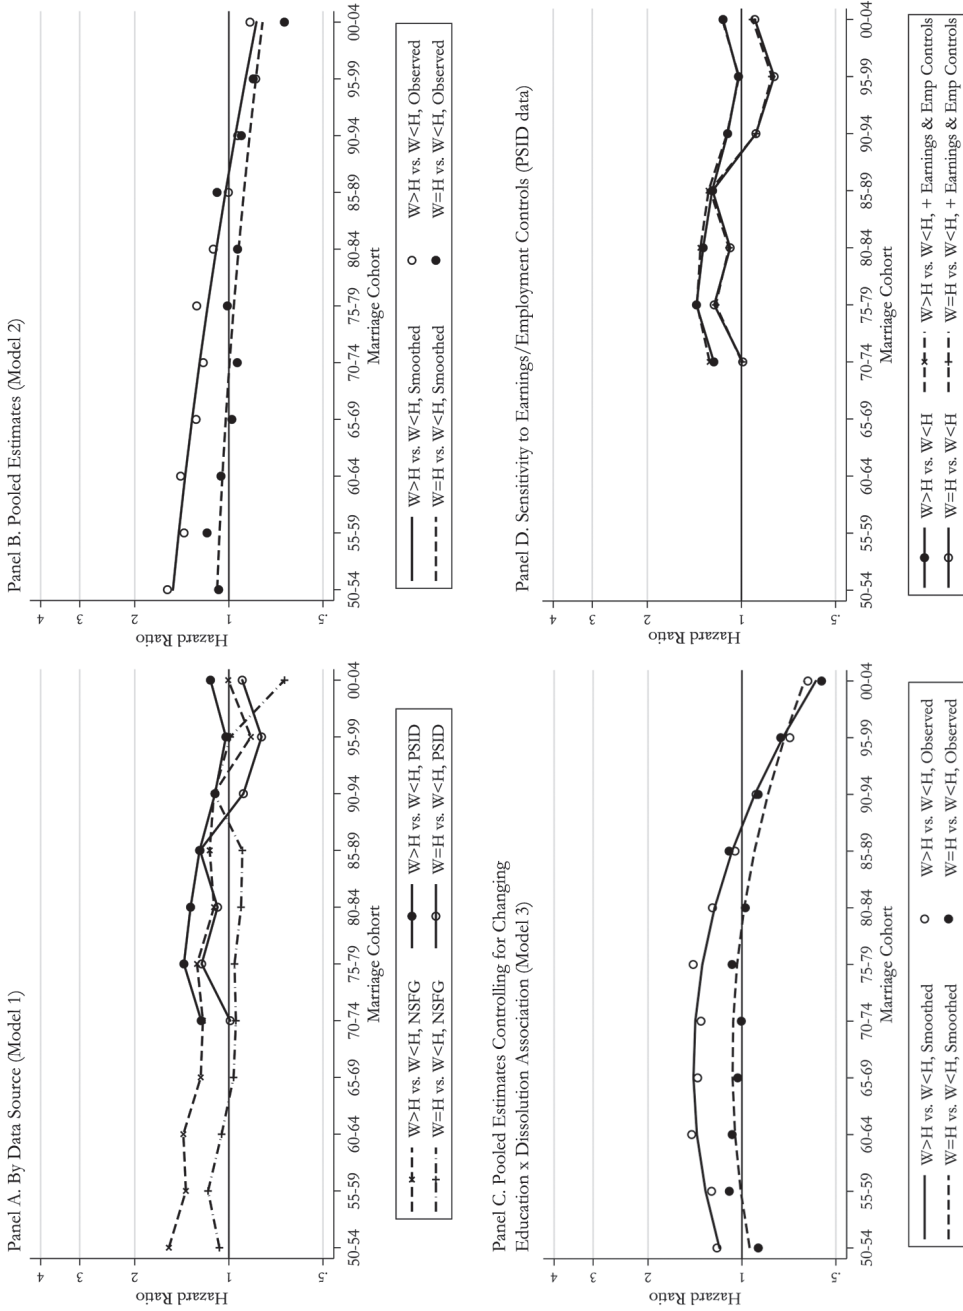 Panel A. By Data Source (Model 1)
Hazard Ratio
4
3
2
1
.5
50-54 55-59 60-64 65-69 70-74 75-79 80-84 85-89 90-94 95-99 00-04
Marriage Cohort
W>H vs. W<H, NSFG W>H vs. W<H, PSID
W=H vs. W<H, NSFG W=H vs. W<H, PSID
Panel B. Pooled Estimates (Model 2)
Hazard Ratio
4
3
2
1
.5
50-54 55-59 60-64 65-69 70-74 75-79 80-84 85-89 90-94 95-99 00-04
Marriage Cohort
W>H vs. W<H, Smoothed W>H vs. W<H, Observed
W=H vs. W<H, Smoothed W=H vs. W<H, Observed
Panel C. Pooled Estimates Controlling for Changing
Education x Dissolution Association (Model 3)
Hazard Ratio
4
3
2
1
.5
50-54 55-59 60-64 65-69 70-74 75-79 80-84 85-89 90-94 95-99 00-04
Marriage Cohort
W>H vs. W<H, Smoothed W>H vs. W<H, Observed
W=H vs. W<H, Smoothed W=H vs. W<H, Observed
Panel D. Sensitivity to Earnings/Employment Controls (PSID data)
Hazard Ratio
4
3
2
1
.5
50-54 55-59 60-64 65-69 70-74 75-79 80-84 85-89 90-94 95-99 00-04
Marriage Cohort
W>H vs. W<H W>H vs. W<H, + Earnings & Emp Controls
W=H vs. W<H W=H vs. W<H, + Earnings & Emp Controls